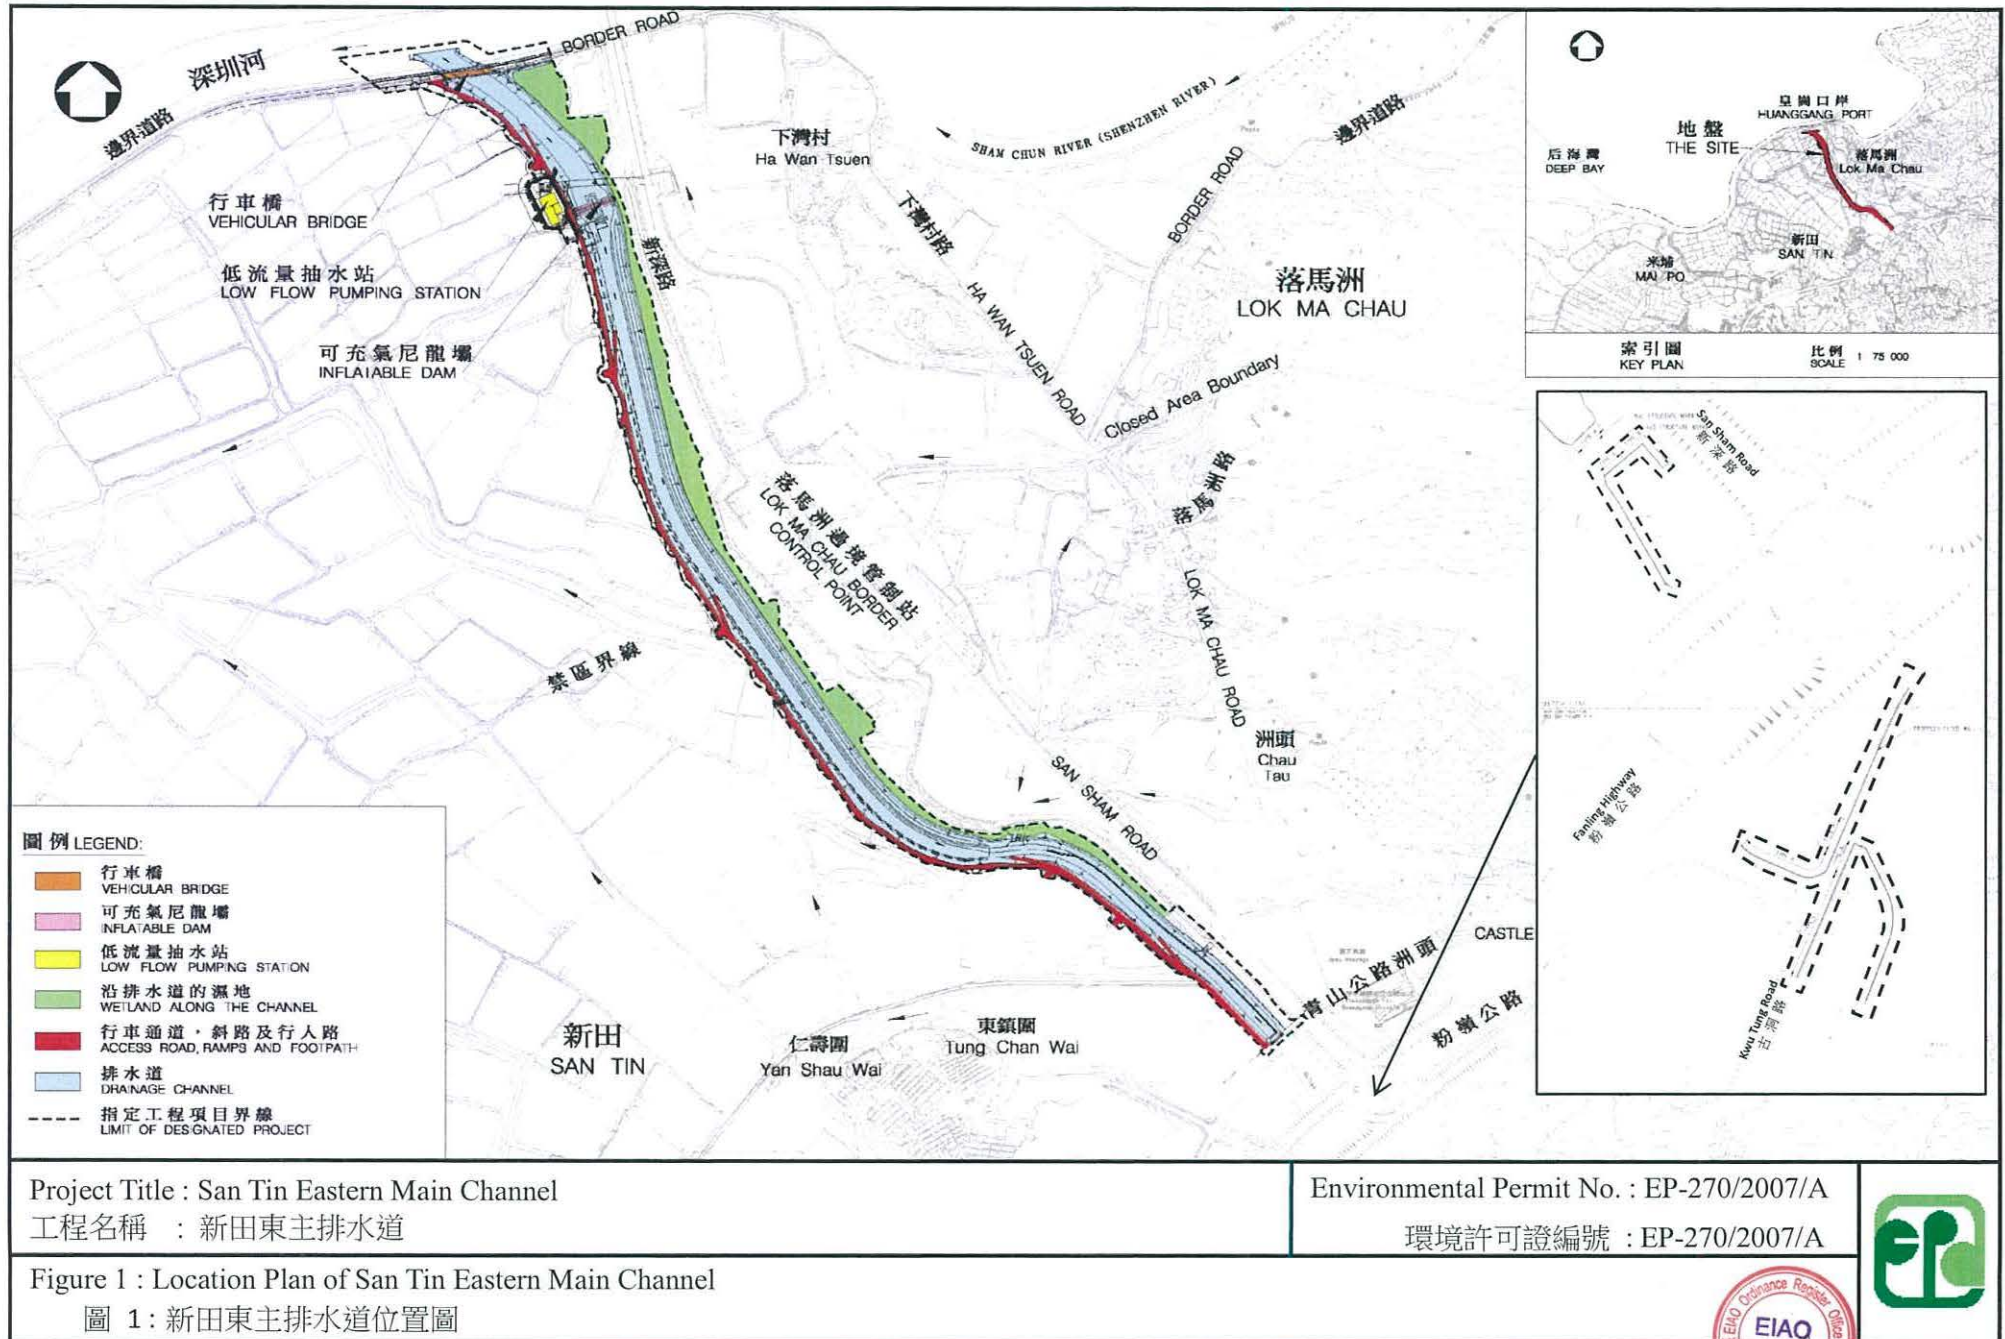 深圳河
邊界道路
BORDER ROAD
行車橋
VEHICULAR BRIDGE
低流量抽水站
LOW FLOW PUMPING STATION
可充氣尼龍壩
INFLATABLE DAM
新深路
下灣村
Ha Wan Tsuen
SHAM CHUN RIVER (SHENZHEN RIVER)
邊界道路
BORDER ROAD
下灣村路
HA WAN TSUEN ROAD
落馬洲
LOK MA CHAU
Closed Area Boundary
落馬洲路
LOK MA CHAU ROAD
落馬洲過境管制站
LOK MA CHAU BORDER
CONTROL POINT
禁區界線
洲頭
Chau
Tau
SAN SHAM ROAD
青山公路洲頭
CASTLE
粉嶺公路
新田
SAN TIN
仁壽圍
Yan Shau Wai
東鎮圍
Tung Chan Wai
皇崗口岸
HUANGGANG PORT
地盤
THE SITE
后海灣
DEEP BAY
落馬洲
Lok Ma Chau
新田
SAN TIN
米埔
MAI PO
索引圖
KEY PLAN
比例
SCALE 1 75 000
San Sham Road
新深路
Fanling Highway
粉嶺公路
Kwu Tung Road
古洞路
圖例 LEGEND:
行車橋
VEHICULAR BRIDGE
可充氣尼龍壩
INFLATABLE DAM
低流量抽水站
LOW FLOW PUMPING STATION
沿排水道的濕地
WETLAND ALONG THE CHANNEL
行車通道，斜路及行人路
ACCESS ROAD, RAMPS AND FOOTPATH
排水道
DRAINAGE CHANNEL
指定工程項目界線
LIMIT OF DESIGNATED PROJECT
Project Title : San Tin Eastern Main Channel
工程名稱 : 新田東主排水道
Environmental Permit No. : EP-270/2007/A
環境許可證編號 : EP-270/2007/A
Figure 1 : Location Plan of San Tin Eastern Main Channel
圖 1 : 新田東主排水道位置圖
EIAO Ordinance Register Office
EIAO